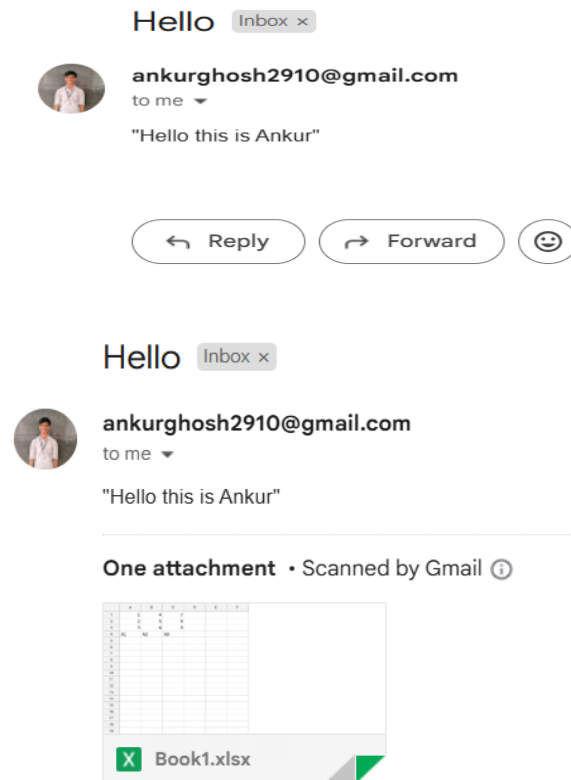 Hello Inbox ×
ankurghosh2910@gmail.com
to me
"Hello this is Ankur"
Reply Forward
Hello Inbox ×
ankurghosh2910@gmail.com
to me
"Hello this is Ankur"
One attachment • Scanned by Gmail
X Book1.xlsx